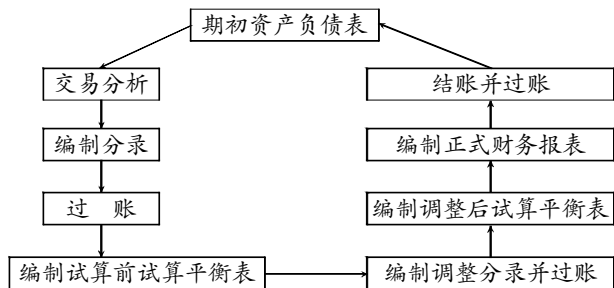 期初资产负债表
交易分析
编制分录
过 账
编制试算前试算平衡表
编制调整分录并过账
编制调整后试算平衡表
编制正式财务报表
结账并过账